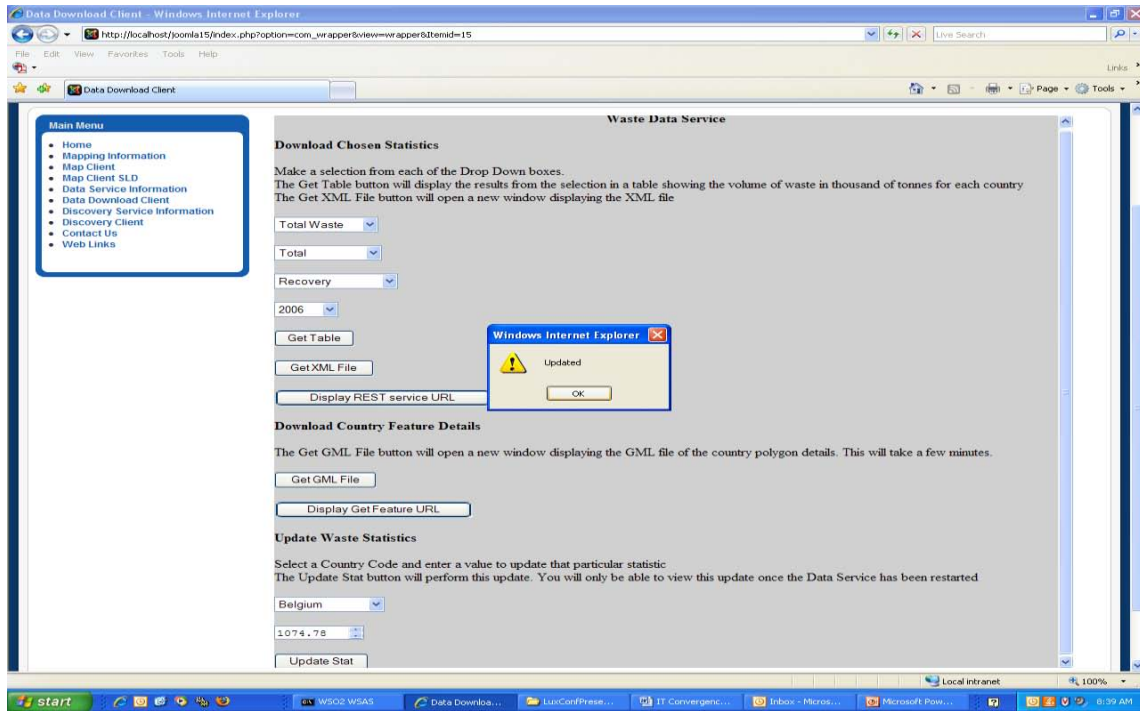 Data Download Client - Windows Internet Explorer
http://localhost/joomla15/index.php?option=com_wrapper&view=wrapper&Itemid=15
Live Search
File Edit View Favorites Tools Help
Links
Data Download Client
Page Tools
Main Menu
Home
Mapping Information
Map Client
Map Client SLD
Data Service Information
Data Download Client
Discovery Service Information
Discovery Client
Contact Us
Web Links
Waste Data Service
Download Chosen Statistics
Make a selection from each of the Drop Down boxes.
The Get Table button will display the results from the selection in a table showing the volume of waste in thousand of tonnes for each country
The Get XML File button will open a new window displaying the XML file
Total Waste
Total
Recovery
2006
Get Table
Get XML File
Display REST service URL
Windows Internet Explorer
Updated
OK
Download Country Feature Details
The Get GML File button will open a new window displaying the GML file of the country polygon details. This will take a few minutes.
Get GML File
Display Get Feature URL
Update Waste Statistics
Select a Country Code and enter a value to update that particular statistic
The Update Stat button will perform this update. You will only be able to view this update once the Data Service has been restarted
Belgium
1074.78
Update Stat
Local intranet
100%
start
WSO2 WSAS
Data Downloa...
LuxConfPrese...
IT Convergenc...
Inbox - Micros...
Microsoft Pow...
6:39 AM